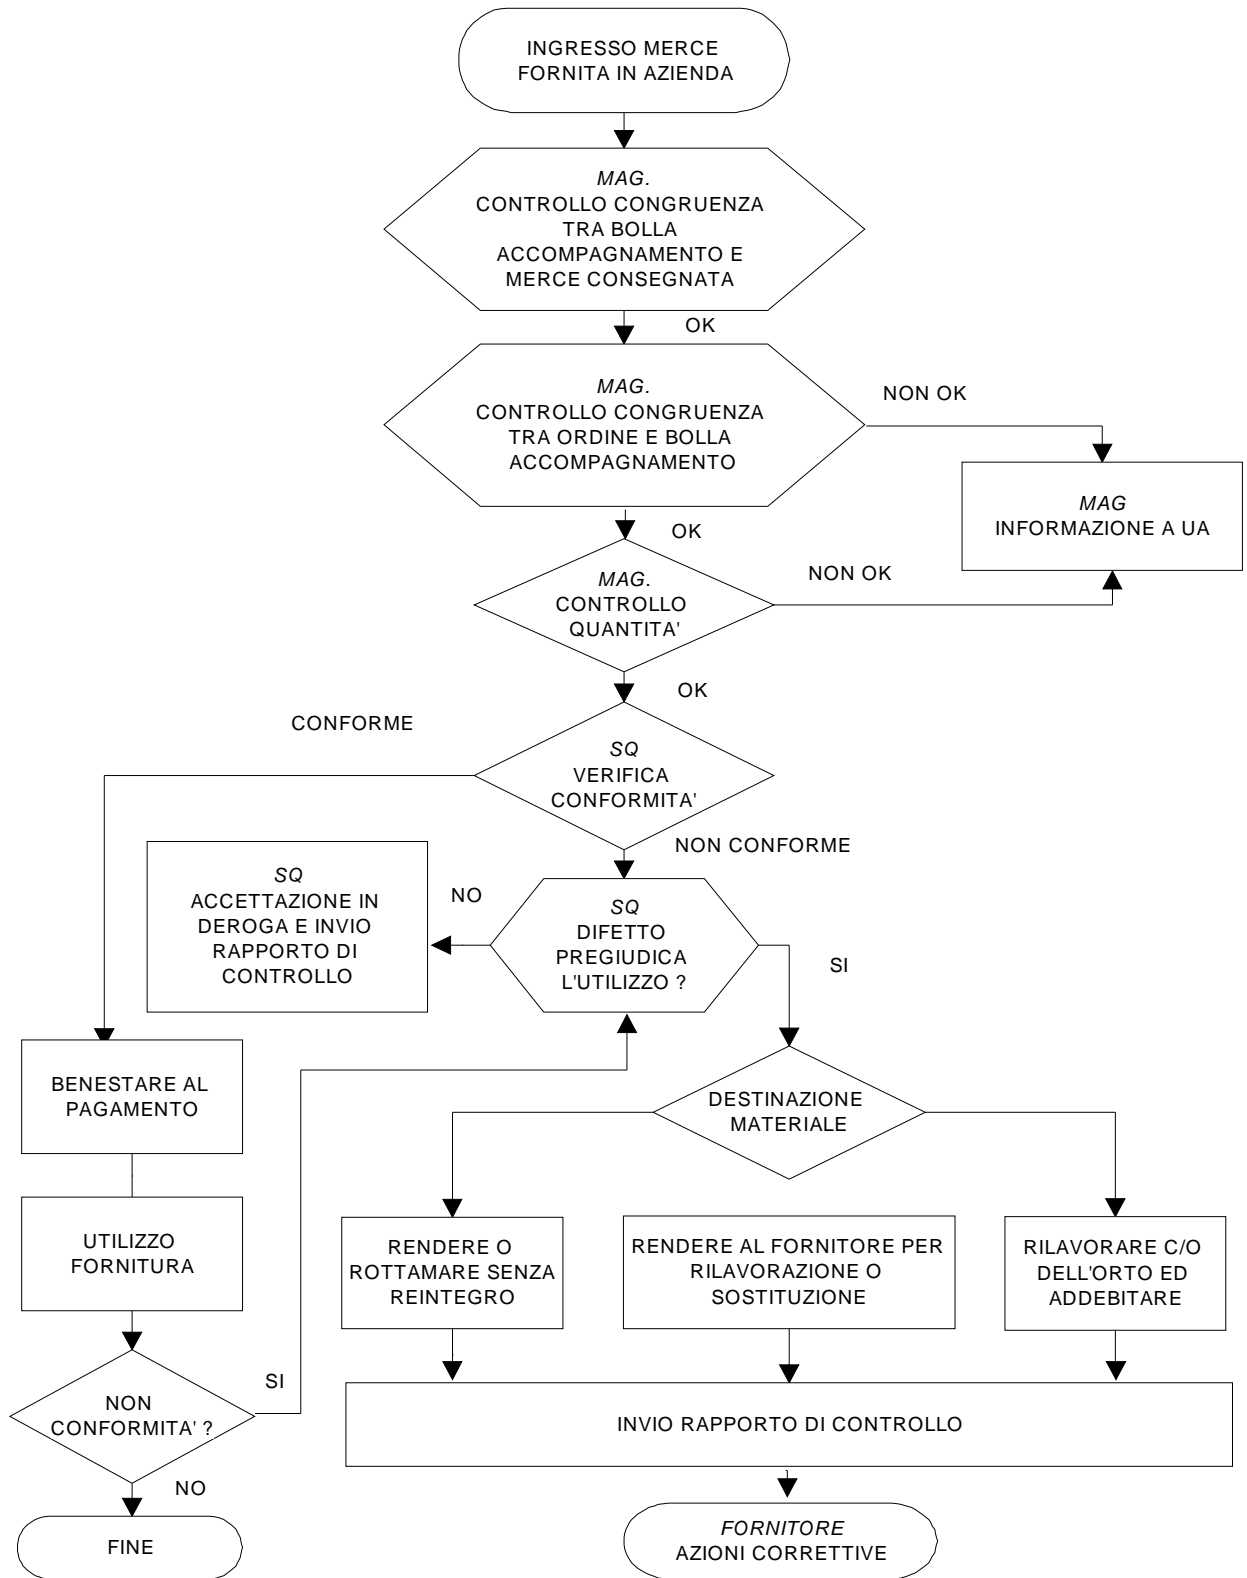 INGRESSO MERCE
FORNITA IN AZIENDA
MAG.
CONTROLLO CONGRUENZA
TRA BOLLA
ACCOMPAGNAMENTO E
MERCE CONSEGNATA
OK
MAG.
CONTROLLO CONGRUENZA
TRA ORDINE E BOLLA
ACCOMPAGNAMENTO
NON OK
MAG
INFORMAZIONE A UA
OK
MAG.
CONTROLLO
QUANTITA'
NON OK
OK
CONFORME
SQ
VERIFICA
CONFORMITA'
NON CONFORME
SQ
ACCETTAZIONE IN
DEROGA E INVIO
RAPPORTO DI
CONTROLLO
NO
SQ
DIFETTO
PREGIUDICA
L'UTILIZZO ?
SI
BENESTARE AL
PAGAMENTO
DESTINAZIONE
MATERIALE
UTILIZZO
FORNITURA
RENDERE O
ROTTAMARE SENZA
REINTEGRO
RENDERE AL FORNITORE PER
RILAVORAZIONE O
SOSTITUZIONE
RILAVORARE C/O
DELL'ORTO ED
ADDEBITARE
NON
CONFORMITA' ?
SI
INVIO RAPPORTO DI CONTROLLO
NO
FINE
FORNITORE
AZIONI CORRETTIVE